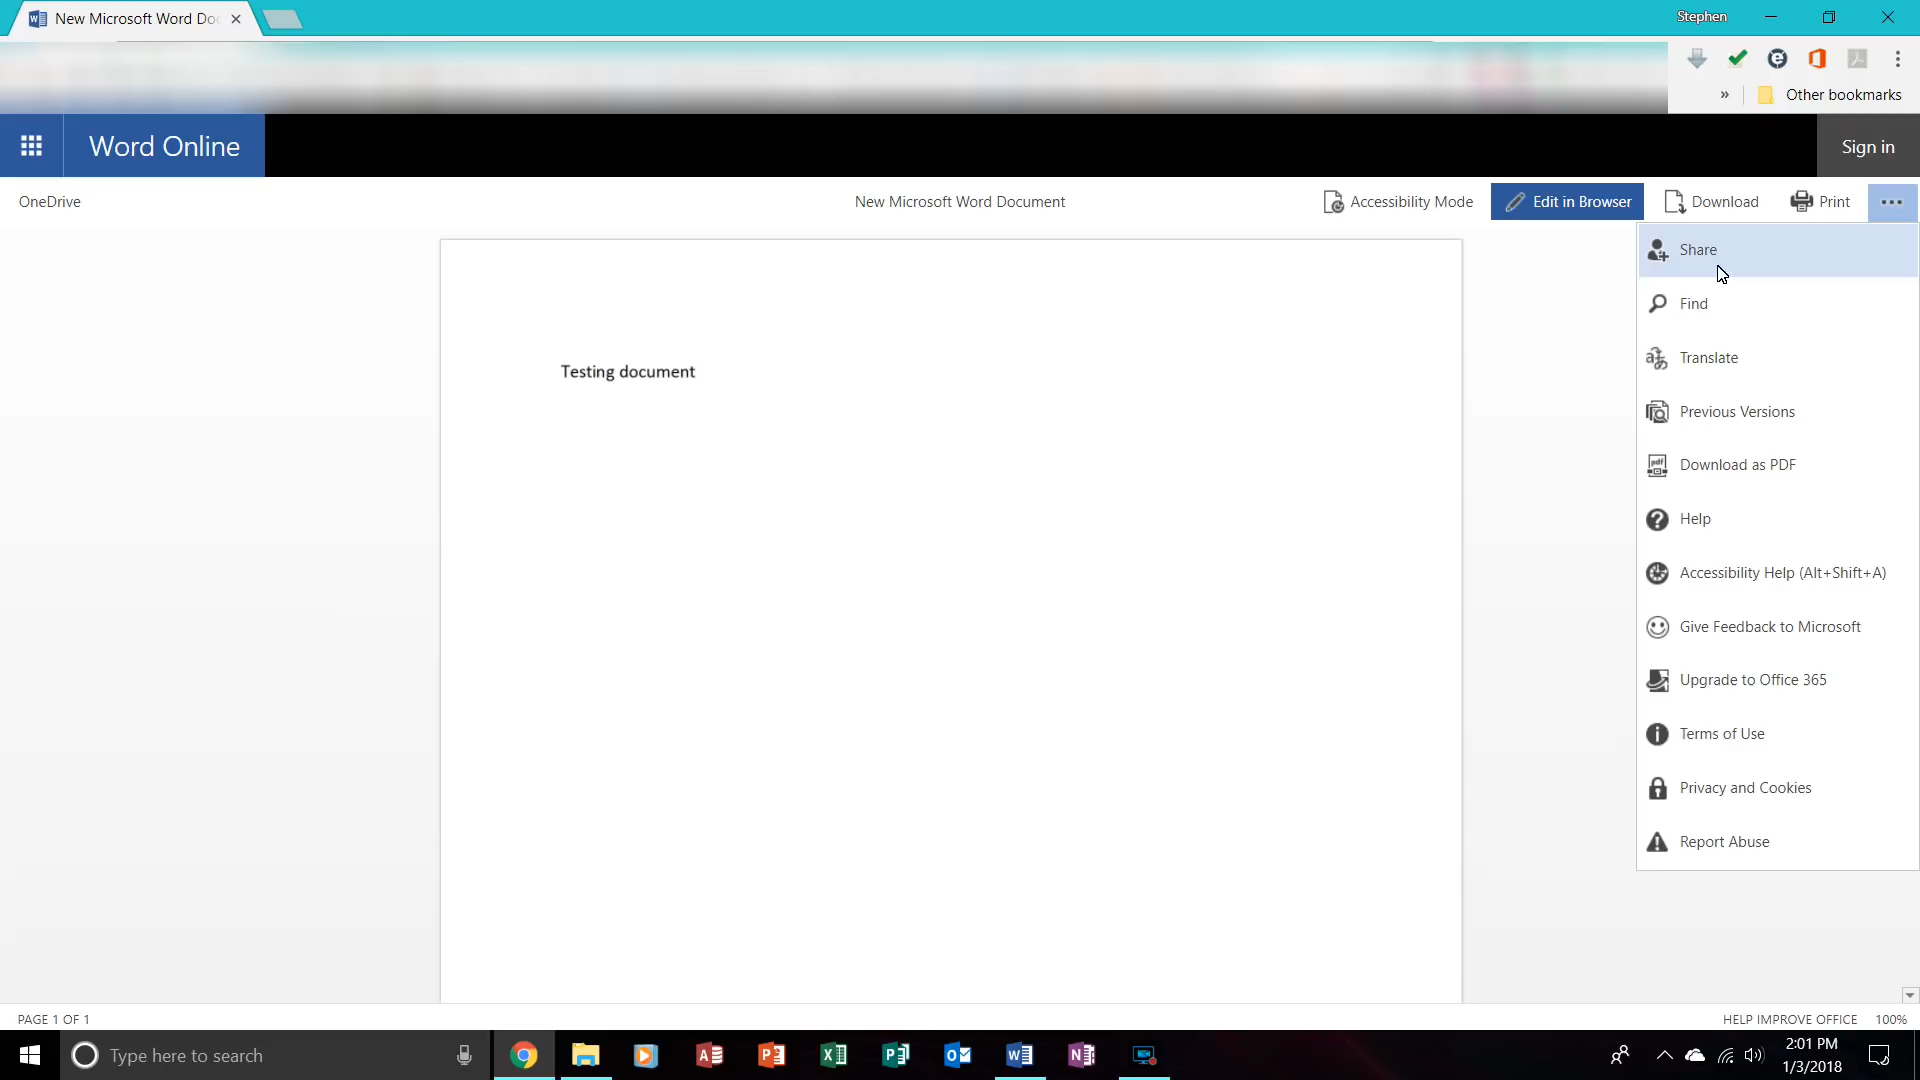 New Microsoft Word Doc
Stephen
Other bookmarks
Word Online
Sign in
OneDrive
New Microsoft Word Document
Accessibility Mode
Edit in Browser
Download
Print
Share
Find
Translate
Previous Versions
Download as PDF
Help
Accessibility Help (Alt+Shift+A)
Give Feedback to Microsoft
Upgrade to Office 365
Terms of Use
Privacy and Cookies
Report Abuse
Testing document
PAGE 1 OF 1
HELP IMPROVE OFFICE
100%
Type here to search
2:01 PM
1/3/2018